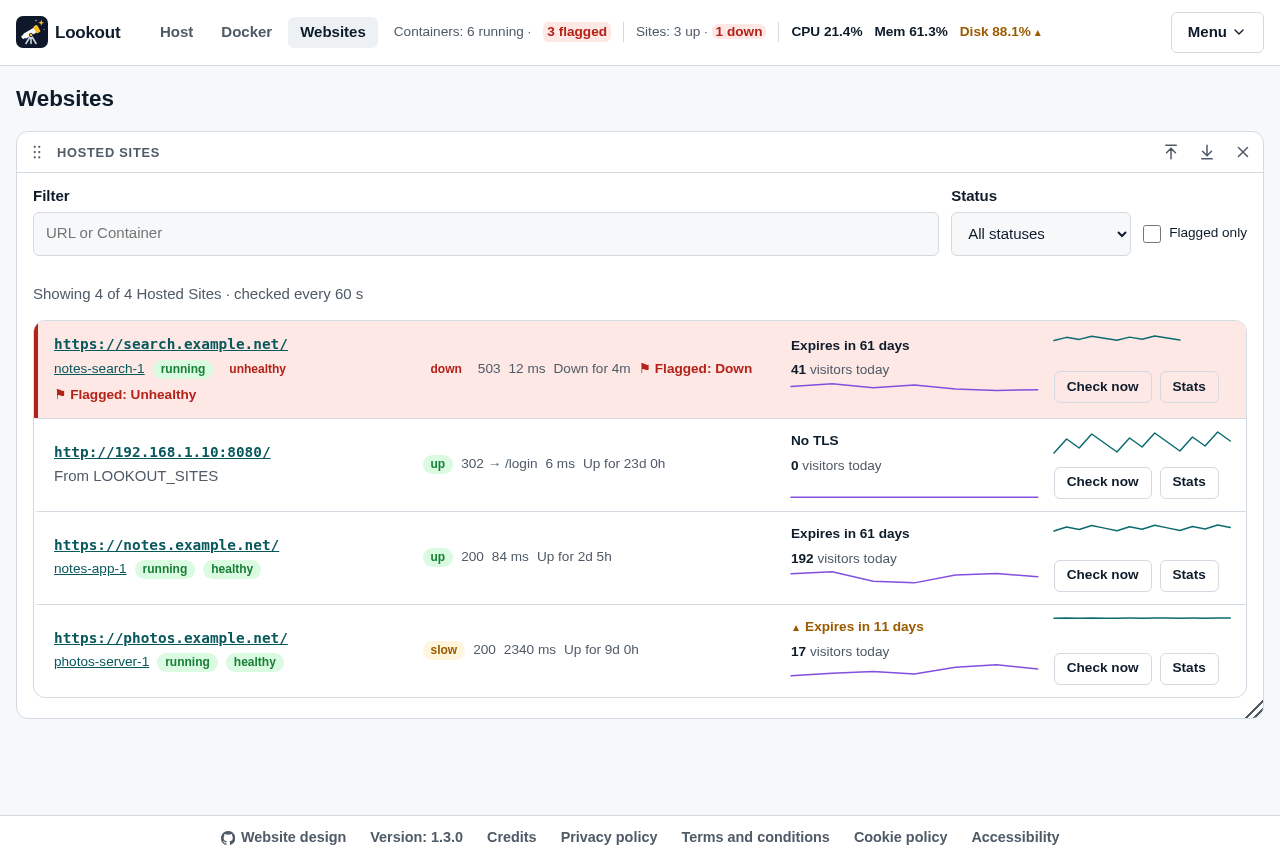 Lookout Host Docker Websites Containers: 6 running · 3 flagged Sites: 3 up · 1 down CPU 21.4% Mem 61.3% Disk 88.1% ▲ Menu
Websites
HOSTED SITES
Filter Status
URL or Container All statuses Flagged only
Showing 4 of 4 Hosted Sites · checked every 60 s
https://search.example.net/
notes-search-1 running unhealthy
⚑ Flagged: Unhealthy
down 503 12 ms Down for 4m ⚑ Flagged: Down
Expires in 61 days
41 visitors today
Check now Stats
http://192.168.1.10:8080/
From LOOKOUT_SITES
up 302 → /login 6 ms Up for 23d 0h
No TLS
0 visitors today
Check now Stats
https://notes.example.net/
notes-app-1 running healthy
up 200 84 ms Up for 2d 5h
Expires in 61 days
192 visitors today
Check now Stats
https://photos.example.net/
photos-server-1 running healthy
slow 200 2340 ms Up for 9d 0h
▲ Expires in 11 days
17 visitors today
Check now Stats
Website design Version: 1.3.0 Credits Privacy policy Terms and conditions Cookie policy Accessibility